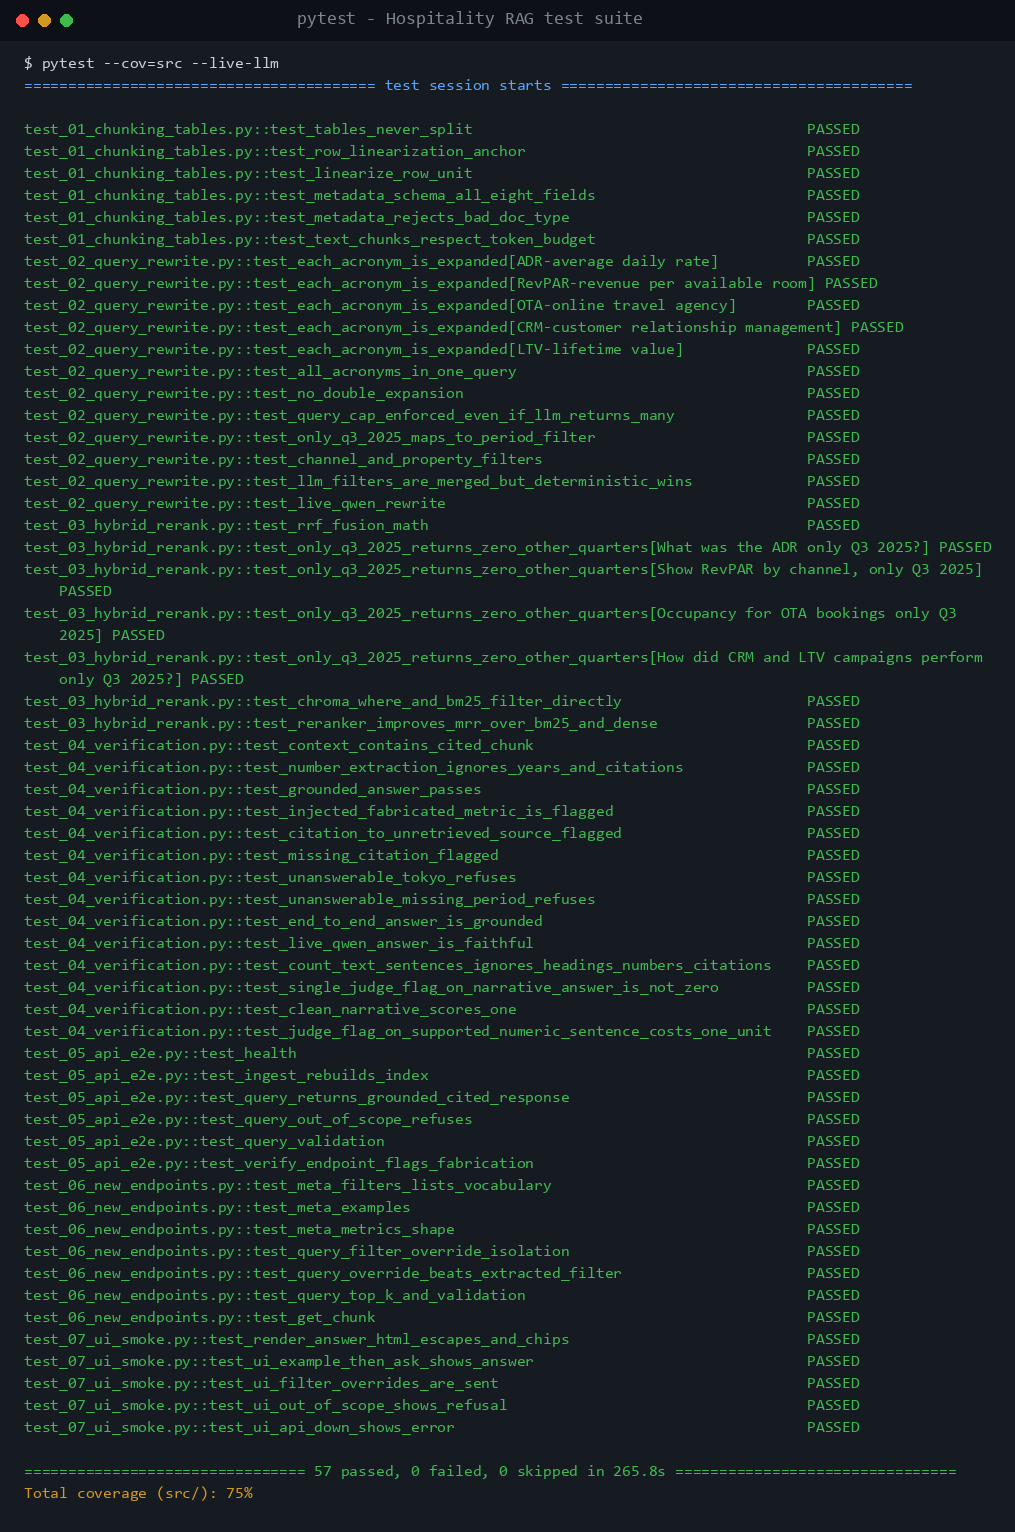 pytest - Hospitality RAG test suite
$ pytest --cov=src --live-llm
======================================== test session starts ========================================
test_01_chunking_tables.py::test_tables_never_split PASSED
test_01_chunking_tables.py::test_row_linearization_anchor PASSED
test_01_chunking_tables.py::test_linearize_row_unit PASSED
test_01_chunking_tables.py::test_metadata_schema_all_eight_fields PASSED
test_01_chunking_tables.py::test_metadata_rejects_bad_doc_type PASSED
test_01_chunking_tables.py::test_text_chunks_respect_token_budget PASSED
test_02_query_rewrite.py::test_each_acronym_is_expanded[ADR-average daily rate] PASSED
test_02_query_rewrite.py::test_each_acronym_is_expanded[RevPAR-revenue per available room] PASSED
test_02_query_rewrite.py::test_each_acronym_is_expanded[OTA-online travel agency] PASSED
test_02_query_rewrite.py::test_each_acronym_is_expanded[CRM-customer relationship management] PASSED
test_02_query_rewrite.py::test_each_acronym_is_expanded[LTV-lifetime value] PASSED
test_02_query_rewrite.py::test_all_acronyms_in_one_query PASSED
test_02_query_rewrite.py::test_no_double_expansion PASSED
test_02_query_rewrite.py::test_query_cap_enforced_even_if_llm_returns_many PASSED
test_02_query_rewrite.py::test_only_q3_2025_maps_to_period_filter PASSED
test_02_query_rewrite.py::test_channel_and_property_filters PASSED
test_02_query_rewrite.py::test_llm_filters_are_merged_but_deterministic_wins PASSED
test_02_query_rewrite.py::test_live_qwen_rewrite PASSED
test_03_hybrid_rerank.py::test_rrf_fusion_math PASSED
test_03_hybrid_rerank.py::test_only_q3_2025_returns_zero_other_quarters[What was the ADR only Q3 2025?] PASSED
test_03_hybrid_rerank.py::test_only_q3_2025_returns_zero_other_quarters[Show RevPAR by channel, only Q3 2025]
PASSED
test_03_hybrid_rerank.py::test_only_q3_2025_returns_zero_other_quarters[Occupancy for OTA bookings only Q3
2025] PASSED
test_03_hybrid_rerank.py::test_only_q3_2025_returns_zero_other_quarters[How did CRM and LTV campaigns perform
only Q3 2025?] PASSED
test_03_hybrid_rerank.py::test_chroma_where_and_bm25_filter_directly PASSED
test_03_hybrid_rerank.py::test_reranker_improves_mrr_over_bm25_and_dense PASSED
test_04_verification.py::test_context_contains_cited_chunk PASSED
test_04_verification.py::test_number_extraction_ignores_years_and_citations PASSED
test_04_verification.py::test_grounded_answer_passes PASSED
test_04_verification.py::test_injected_fabricated_metric_is_flagged PASSED
test_04_verification.py::test_citation_to_unretrieved_source_flagged PASSED
test_04_verification.py::test_missing_citation_flagged PASSED
test_04_verification.py::test_unanswerable_tokyo_refuses PASSED
test_04_verification.py::test_unanswerable_missing_period_refuses PASSED
test_04_verification.py::test_end_to_end_answer_is_grounded PASSED
test_04_verification.py::test_live_qwen_answer_is_faithful PASSED
test_04_verification.py::test_count_text_sentences_ignores_headings_numbers_citations PASSED
test_04_verification.py::test_single_judge_flag_on_narrative_answer_is_not_zero PASSED
test_04_verification.py::test_clean_narrative_scores_one PASSED
test_04_verification.py::test_judge_flag_on_supported_numeric_sentence_costs_one_unit PASSED
test_05_api_e2e.py::test_health PASSED
test_05_api_e2e.py::test_ingest_rebuilds_index PASSED
test_05_api_e2e.py::test_query_returns_grounded_cited_response PASSED
test_05_api_e2e.py::test_query_out_of_scope_refuses PASSED
test_05_api_e2e.py::test_query_validation PASSED
test_05_api_e2e.py::test_verify_endpoint_flags_fabrication PASSED
test_06_new_endpoints.py::test_meta_filters_lists_vocabulary PASSED
test_06_new_endpoints.py::test_meta_examples PASSED
test_06_new_endpoints.py::test_meta_metrics_shape PASSED
test_06_new_endpoints.py::test_query_filter_override_isolation PASSED
test_06_new_endpoints.py::test_query_override_beats_extracted_filter PASSED
test_06_new_endpoints.py::test_query_top_k_and_validation PASSED
test_06_new_endpoints.py::test_get_chunk PASSED
test_07_ui_smoke.py::test_render_answer_html_escapes_and_chips PASSED
test_07_ui_smoke.py::test_ui_example_then_ask_shows_answer PASSED
test_07_ui_smoke.py::test_ui_filter_overrides_are_sent PASSED
test_07_ui_smoke.py::test_ui_out_of_scope_shows_refusal PASSED
test_07_ui_smoke.py::test_ui_api_down_shows_error PASSED
================================ 57 passed, 0 failed, 0 skipped in 265.8s ================================
Total coverage (src/): 75%